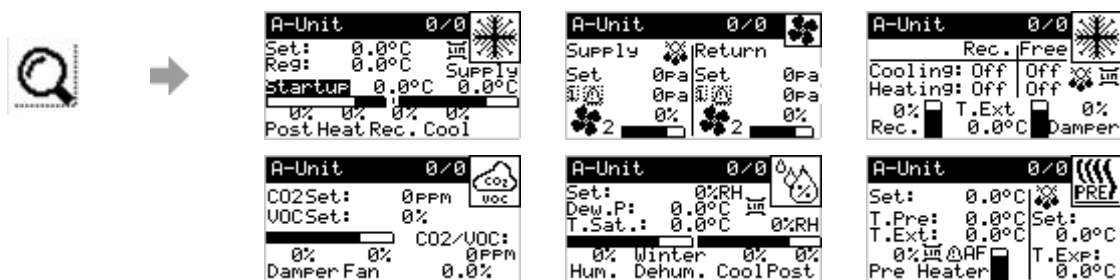 A-Unit 0/0
Set: 0.0°C
Reg: 0.0°C
Supply
Startup 0.0°C 0.0°C
0% 0% 0% 0%
Post Heat Rec. Cool
A-Unit 0/0
Supply Return
Set 0pa Set 0pa
0pa 0pa
0% 0%
2 2
A-Unit 0/0
Rec. Free
Cooling: Off Off
Heating: Off Off
0% T.Ext 0%
Rec. 0.0°C Damper
A-Unit 0/0
CO2
VOC
CO2Set: 0ppm
VOCSet: 0%
CO2/VOC:
0% 0% 0ppm
Damper Fan 0.0%
A-Unit 0/0
%
Set: 0%RH
Dew.P: 0.0°C
T.Sat.: 0.0°C 0%RH
0% Winter 0% 0%
Hum. Dehum. CoolPost
A-Unit 0/0
PRE
Set: 0.0°C
T.Pre: 0.0°C Set:
T.Ext: 0.0°C 0.0°C
0% AF T.Exp:
Pre Heater 0.0°C